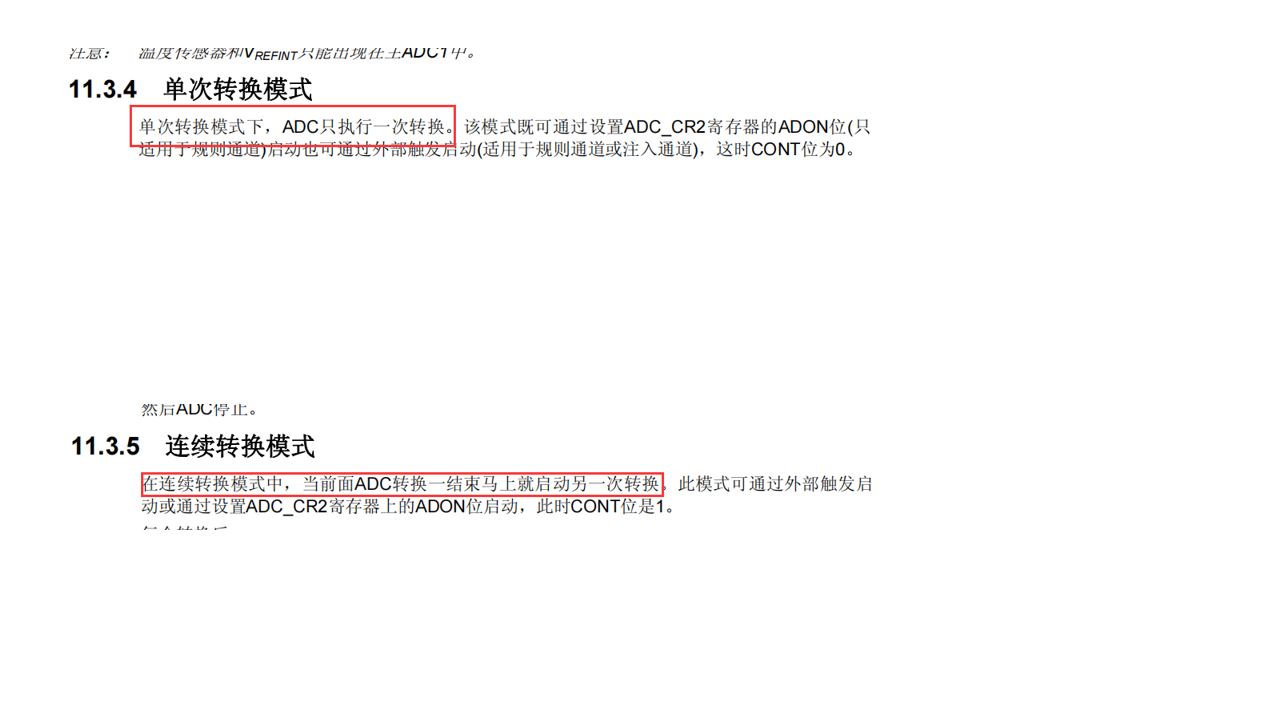 注意： 温度传感器和VREFINT只能出现在主ADC1中。
11.3.4 单次转换模式
单次转换模式下，ADC只执行一次转换。该模式既可通过设置ADC_CR2寄存器的ADON位(只
适用于规则通道)启动也可通过外部触发启动(适用于规则通道或注入通道)，这时CONT位为0。
然后ADC停止。
11.3.5 连续转换模式
在连续转换模式中，当前面ADC转换一结束马上就启动另一次转换。此模式可通过外部触发启
动或通过设置ADC_CR2寄存器上的ADON位启动，此时CONT位是1。